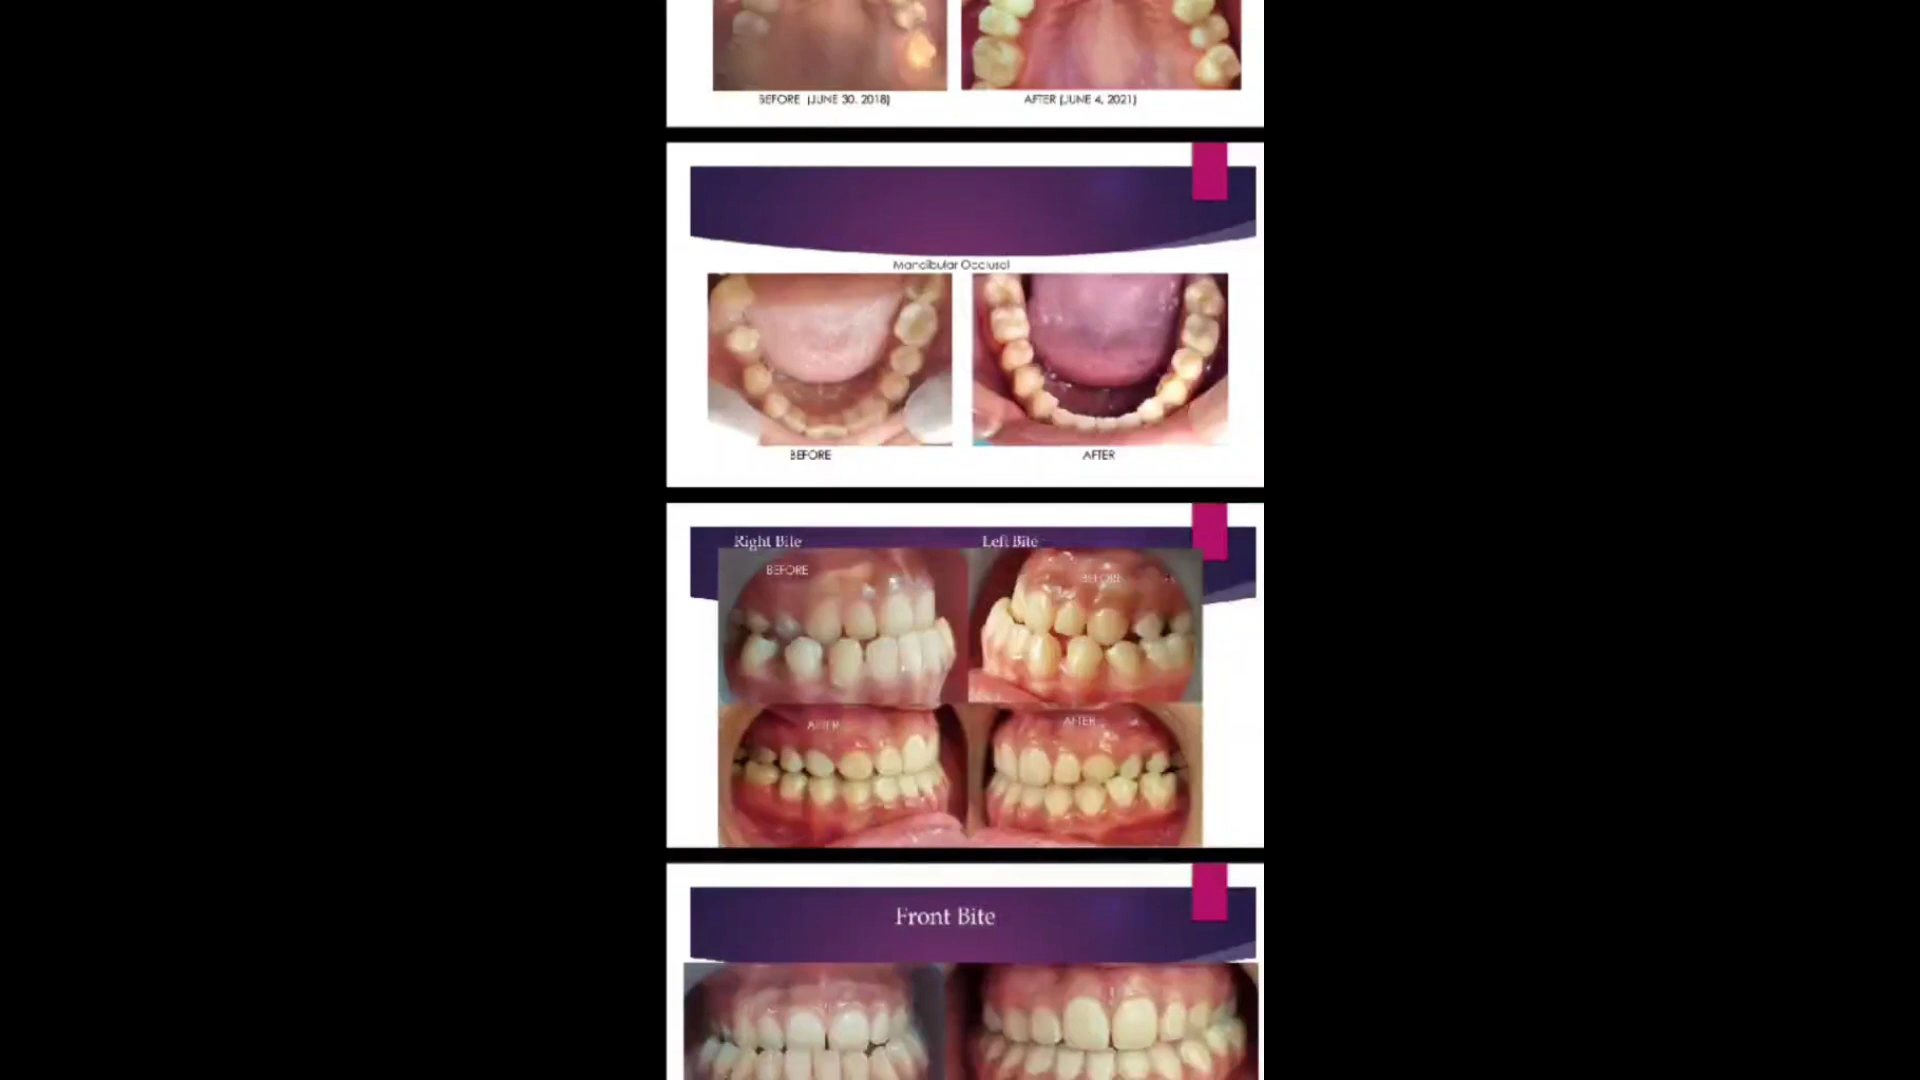 BEFORE (JUNE 30, 2018) AFTER (JUNE 4, 2021)
Mandibular Occlusal
BEFORE AFTER
Right Bite Left Bite
BEFORE BEFORE
AFTER AFTER
Front Bite